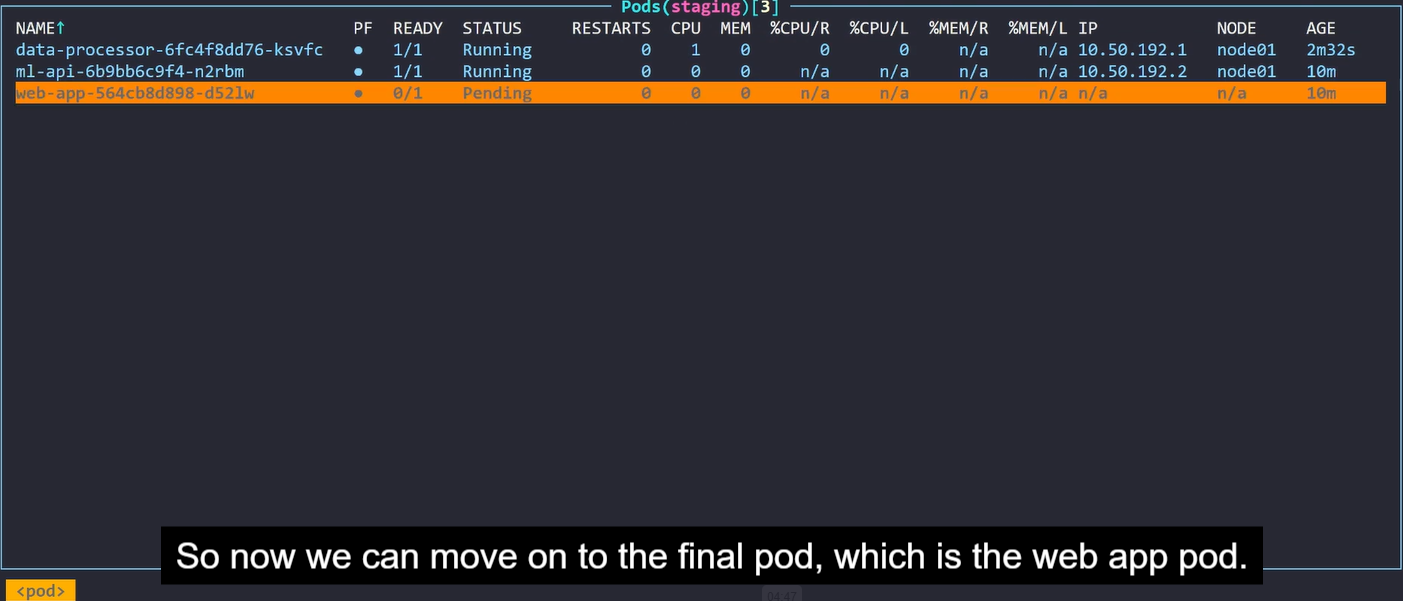 Pods(staging)[3]
NAME↑ PF READY STATUS RESTARTS CPU MEM %CPU/R %CPU/L %MEM/R %MEM/L IP NODE AGE
data-processor-6fc4f8dd76-ksvfc ● 1/1 Running 0 1 0 0 0 n/a n/a 10.50.192.1 node01 2m32s
ml-api-6b9bb6c9f4-n2rbm ● 1/1 Running 0 0 0 n/a n/a n/a n/a 10.50.192.2 node01 10m
web-app-564cb8d898-d52lw ● 0/1 Pending 0 0 0 n/a n/a n/a n/a n/a n/a 10m
So now we can move on to the final pod, which is the web app pod.
<pod>
04:47